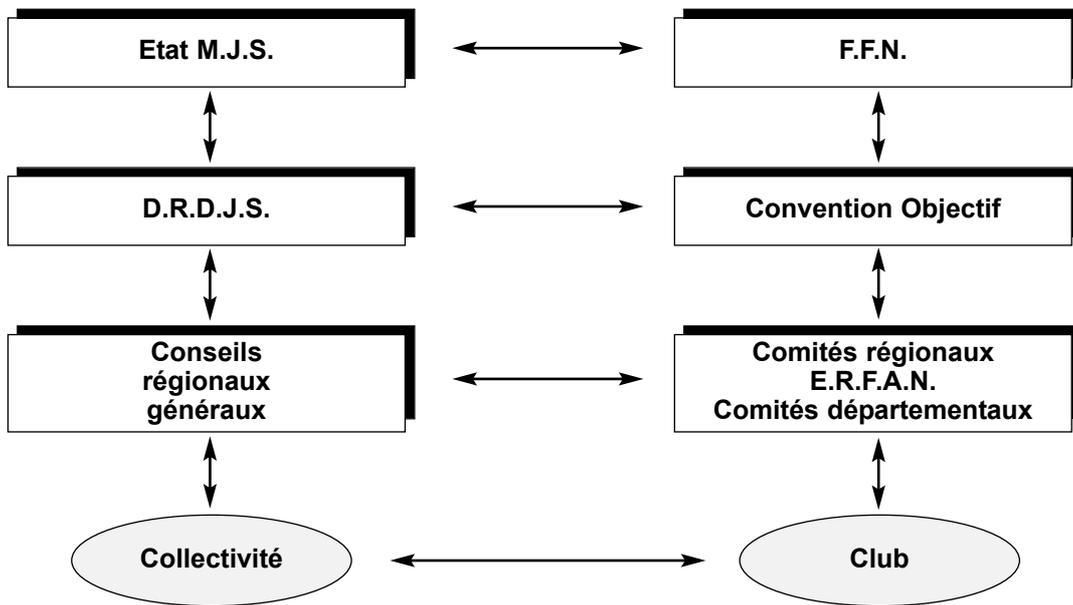 Etat M.J.S.
F.F.N.
D.R.D.J.S.
Convention Objectif
Conseils
régionaux
généraux
Comités régionaux
E.R.F.A.N.
Comités départementaux
Collectivité
Club